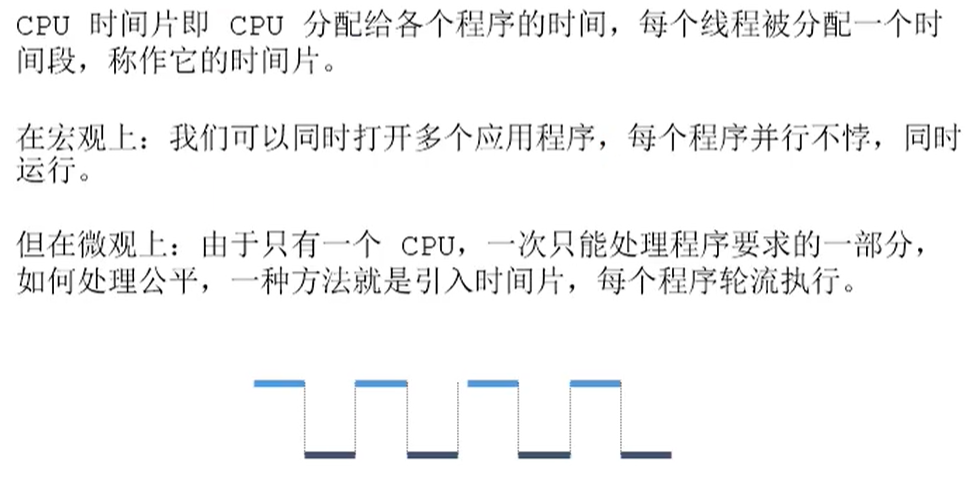 CPU 时间片即 CPU 分配给各个程序的时间，每个线程被分配一个时
间段，称作它的时间片。
在宏观上：我们可以同时打开多个应用程序，每个程序并行不悖，同时
运行。
但在微观上：由于只有一个 CPU，一次只能处理程序要求的一部分，
如何处理公平，一种方法就是引入时间片，每个程序轮流执行。